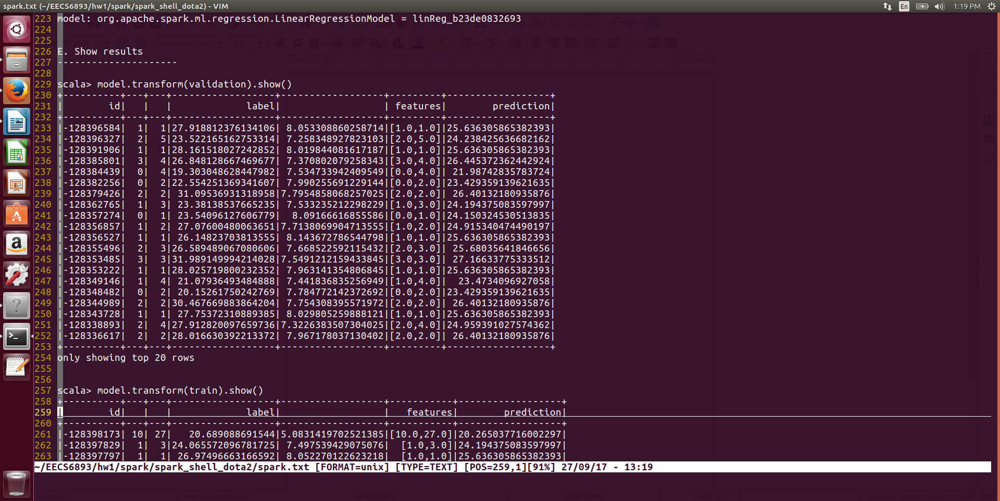 spark.txt (~/EECS6893/hw1/spark/spark_shell_dota2) - VIM
En
1:19 PM
223 model: org.apache.spark.ml.regression.LinearRegressionModel = linReg_b23de0832693
224
225
226 E. Show results
227 ---------------------
228
229 scala> model.transform(validation).show()
230 +----------+---+---+------------------+------------------+---------+------------------+
231 |        id|   |   |             label|                  | features|        prediction|
232 +----------+---+---+------------------+------------------+---------+------------------+
233 |-128396584|  1|  1|27.918812376134106| 8.053308860258714|[1.0,1.0]|25.636305865382393|
234 |-128396327|  2|  5|23.522165162753314| 7.258348927823103|[2.0,5.0]|24.238425636682162|
235 |-128391906|  1|  1|28.161518027242852| 8.019844081617187|[1.0,1.0]|25.636305865382393|
236 |-128385801|  3|  4|26.848128667469677| 7.370802079258343|[3.0,4.0]|26.445372362442924|
237 |-128384439|  0|  4|19.303048628447982| 7.534733942409549|[0.0,4.0]| 21.98742835783724|
238 |-128382256|  0|  2|22.554251369341607| 7.990255691229144|[0.0,2.0]|23.429359139621635|
239 |-128379426|  2|  2| 31.09536931318958|7.7954858068257025|[2.0,2.0]| 26.40132180935876|
240 |-128362765|  1|  3| 23.38138537665235| 7.533235212298229|[1.0,3.0]|24.194375083597997|
241 |-128357274|  0|  1| 23.54096127606779|  8.09166616855586|[0.0,1.0]|24.150324530513835|
242 |-128356857|  1|  2| 27.07600480063651|7.7138069904713555|[1.0,2.0]|24.915340474490197|
243 |-128356527|  1|  1| 26.14823703813555| 8.143672786544798|[1.0,1.0]|25.636305865382393|
244 |-128355496|  2|  3|26.589489067080606| 7.668522592115432|[2.0,3.0]| 25.68035641846656|
245 |-128353485|  3|  3|31.989149994214028|7.5491212159433845|[3.0,3.0]| 27.16633775333512|
246 |-128353222|  1|  1|28.025719800232352| 7.963141354806845|[1.0,1.0]|25.636305865382393|
247 |-128349146|  1|  4| 21.07936493484888| 7.441836835256949|[1.0,4.0]|  23.4734096927058|
248 |-128348482|  0|  2| 20.15261750242769| 7.784772142372692|[0.0,2.0]|23.429359139621635|
249 |-128344989|  2|  2|30.467669883864204| 7.754308395571972|[2.0,2.0]| 26.40132180935876|
250 |-128343728|  1|  1| 27.75372310889385| 8.029805259888121|[1.0,1.0]|25.636305865382393|
251 |-128338893|  2|  4|27.912820097659736|7.3226383507304025|[2.0,4.0]|24.959391027574362|
252 |-128336617|  2|  2|28.016630392213372| 7.967178037130402|[2.0,2.0]| 26.40132180935876|
253 +----------+---+---+------------------+------------------+---------+------------------+
254 only showing top 20 rows
255
256
257 scala> model.transform(train).show()
258 +----------+---+---+------------------+------------------+-----------+------------------+
259 |        id|   |   |             label|                  |   features|        prediction|
260 +----------+---+---+------------------+------------------+-----------+------------------+
261 |-128398173| 10| 27|   20.689088691544|5.0831419702521385|[10.0,27.0]|20.265037716002297|
262 |-128397829|  1|  3|24.065572096781725| 7.497539429075076|  [1.0,3.0]|24.194375083597997|
263 |-128397797|  1|  1| 26.97496663166592| 8.052270122623218|  [1.0,1.0]|25.636305865382393|
~/EECS6893/hw1/spark/spark_shell_dota2/spark.txt [FORMAT=unix] [TYPE=TEXT] [POS=259,1][91%] 27/09/17 - 13:19